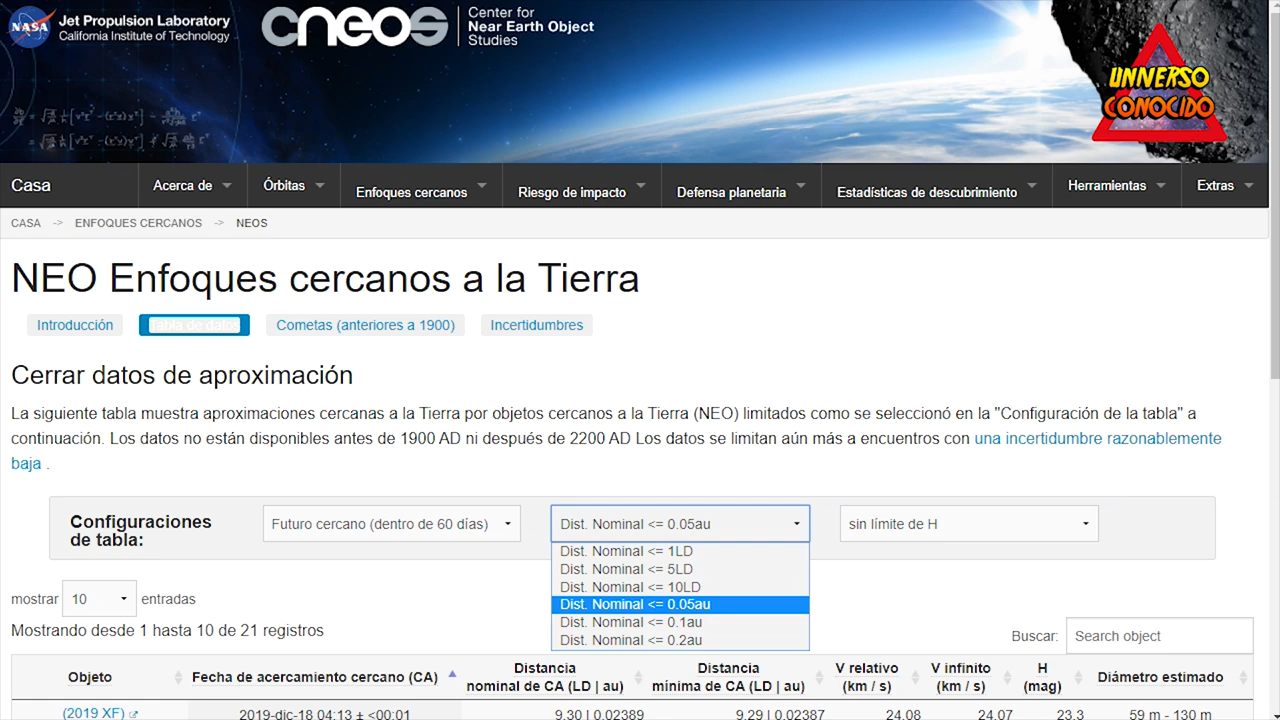 NASA
Jet Propulsion Laboratory
California Institute of Technology
cneos
Center for
Near Earth Object
Studies
UNIVERSO
CONOCIDO
Casa
Acerca de
Órbitas
Enfoques cercanos
Riesgo de impacto
Defensa planetaria
Estadísticas de descubrimiento
Herramientas
Extras
CASA -> ENFOQUES CERCANOS -> NEOS
NEO Enfoques cercanos a la Tierra
Introducción
Tabla de datos
Cometas (anteriores a 1900)
Incertidumbres
Cerrar datos de aproximación
La siguiente tabla muestra aproximaciones cercanas a la Tierra por objetos cercanos a la Tierra (NEO) limitados como se seleccionó en la "Configuración de la tabla" a
continuación. Los datos no están disponibles antes de 1900 AD ni después de 2200 AD Los datos se limitan aún más a encuentros con una incertidumbre razonablemente
baja .
Configuraciones
de tabla:
Futuro cercano (dentro de 60 días)
Dist. Nominal <= 0.05au
sin límite de H
Dist. Nominal <= 1LD
Dist. Nominal <= 5LD
Dist. Nominal <= 10LD
Dist. Nominal <= 0.05au
Dist. Nominal <= 0.1au
Dist. Nominal <= 0.2au
mostrar 10 entradas
Mostrando desde 1 hasta 10 de 21 registros
Buscar: Search object
Objeto
Fecha de acercamiento cercano (CA)
Distancia
nominal de CA (LD | au)
Distancia
mínima de CA (LD | au)
V relativo
(km / s)
V infinito
(km / s)
H
(mag)
Diámetro estimado
(2019 XF) 2019-dic-18 04:13 ± <00:01 9.30 | 0.02389 9.29 | 0.02387 24.08 24.07 23.3 59 m - 130 m